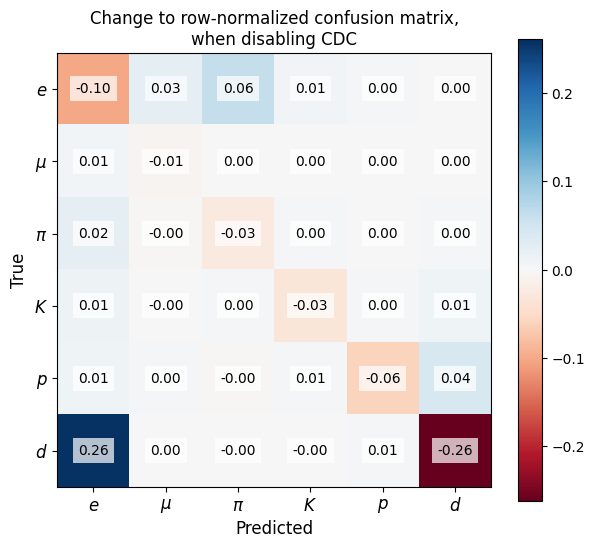 Change to row-normalized confusion matrix,
when disabling CDC
e -0.10 0.03 0.06 0.01 0.00 0.00
μ 0.01 -0.01 0.00 0.00 0.00 0.00
π 0.02 -0.00 -0.03 0.00 0.00 0.00
K 0.01 -0.00 0.00 -0.03 0.00 0.01
p 0.01 0.00 -0.00 0.01 -0.06 0.04
d 0.26 0.00 -0.00 -0.00 0.01 -0.26
e μ π K p d
True
Predicted
0.2
0.1
0.0
−0.1
−0.2